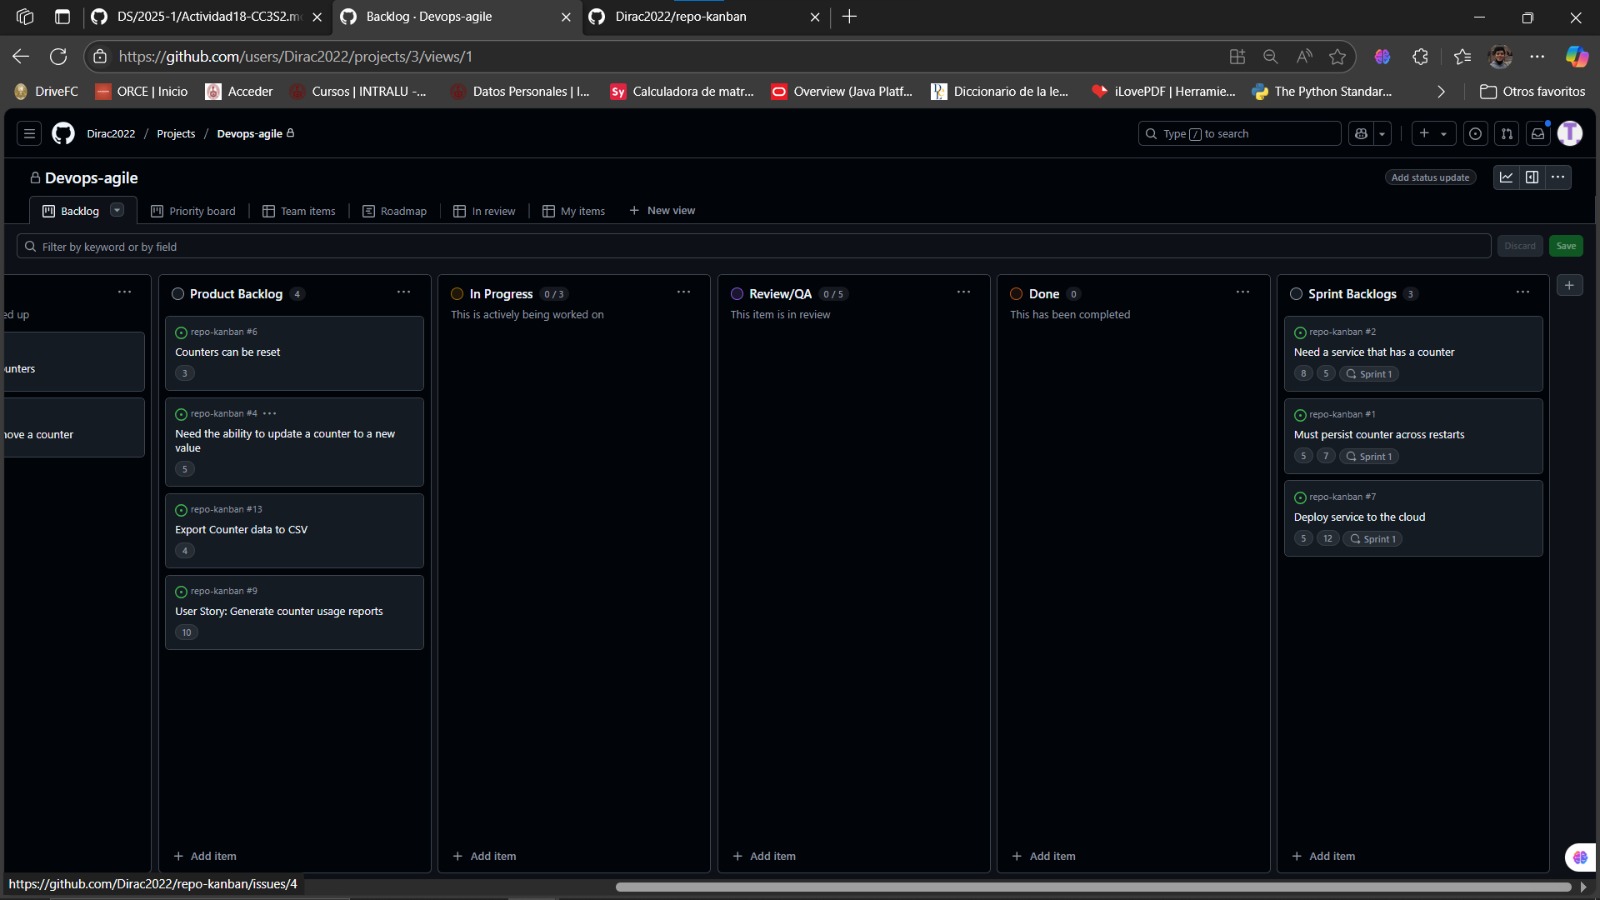 DS/2025-1/Actividad18-CC3S2.m
Backlog · Devops-agile
Dirac2022/repo-kanban
https://github.com/users/Dirac2022/projects/3/views/1
DriveFC
ORCE | Inicio
Acceder
Cursos | INTRALU -...
Datos Personales | I...
Calculadora de matr...
Overview (Java Platf...
Diccionario de la le...
iLovePDF | Herramie...
The Python Standar...
Otros favoritos
Dirac2022 / Projects / Devops-agile
Type / to search
Devops-agile
Add status update
Backlog
Priority board
Team items
Roadmap
In review
My items
New view
Filter by keyword or by field
Discard
Save
ed up
unters
ove a counter
Product Backlog 4
repo-kanban #6
Counters can be reset
3
repo-kanban #4
Need the ability to update a counter to a new
value
5
repo-kanban #13
Export Counter data to CSV
4
repo-kanban #9
User Story: Generate counter usage reports
10
Add item
In Progress 0 / 3
This is actively being worked on
Add item
Review/QA 0 / 5
This item is in review
Add item
Done 0
This has been completed
Add item
Sprint Backlogs 3
repo-kanban #2
Need a service that has a counter
8 5 Sprint 1
repo-kanban #1
Must persist counter across restarts
5 7 Sprint 1
repo-kanban #7
Deploy service to the cloud
5 12 Sprint 1
Add item
https://github.com/Dirac2022/repo-kanban/issues/4